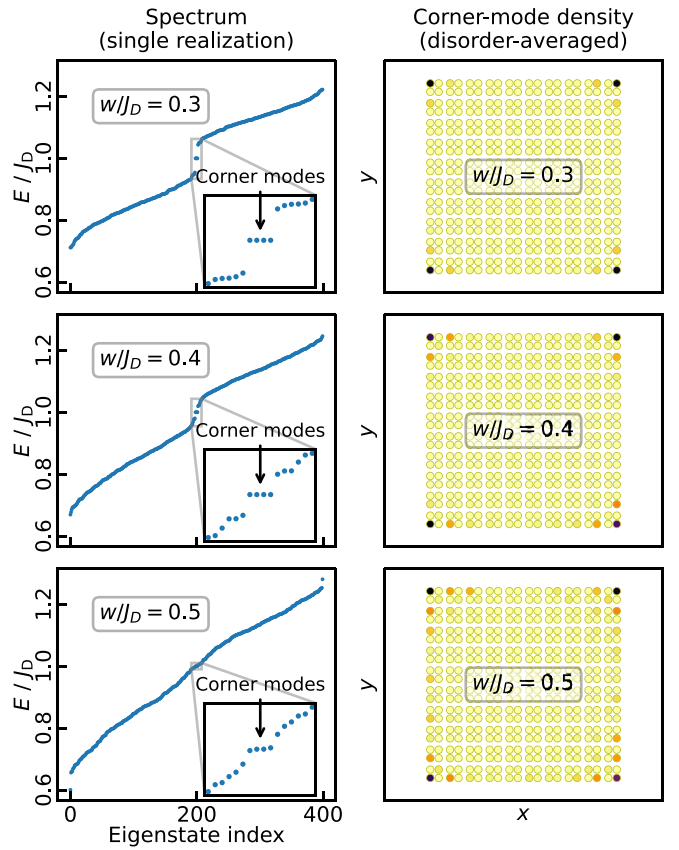 Spectrum
(single realization)
Corner-mode density
(disorder-averaged)
E / J_D
1.2
1.0
0.8
0.6
w/J_D = 0.3
Corner modes
y
w/J_D = 0.3
E / J_D
1.2
1.0
0.8
0.6
w/J_D = 0.4
Corner modes
y
w/J_D = 0.4
E / J_D
1.2
1.0
0.8
0.6
w/J_D = 0.5
Corner modes
0
200
400
Eigenstate index
y
w/J_D = 0.5
x